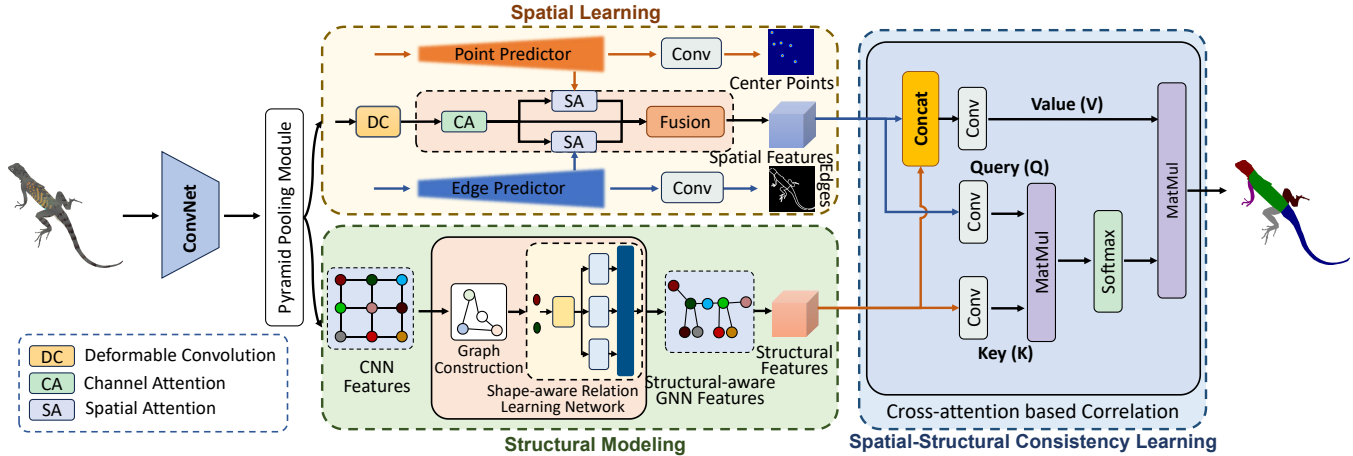 Spatial Learning
Point Predictor
Conv
Center Points
DC
CA
SA
SA
Fusion
Spatial Features
Edge Predictor
Conv
Edges
ConvNet
Pyramid Pooling Module
CNN
Features
Graph
Construction
Shape-aware Relation
Learning Network
Structural-aware
GNN Features
Structural
Features
Structural Modeling
DC Deformable Convolution
CA Channel Attention
SA Spatial Attention
Concat
Conv
Value (V)
Query (Q)
Conv
MatMul
Softmax
MatMul
Conv
Key (K)
Cross-attention based Correlation
Spatial-Structural Consistency Learning